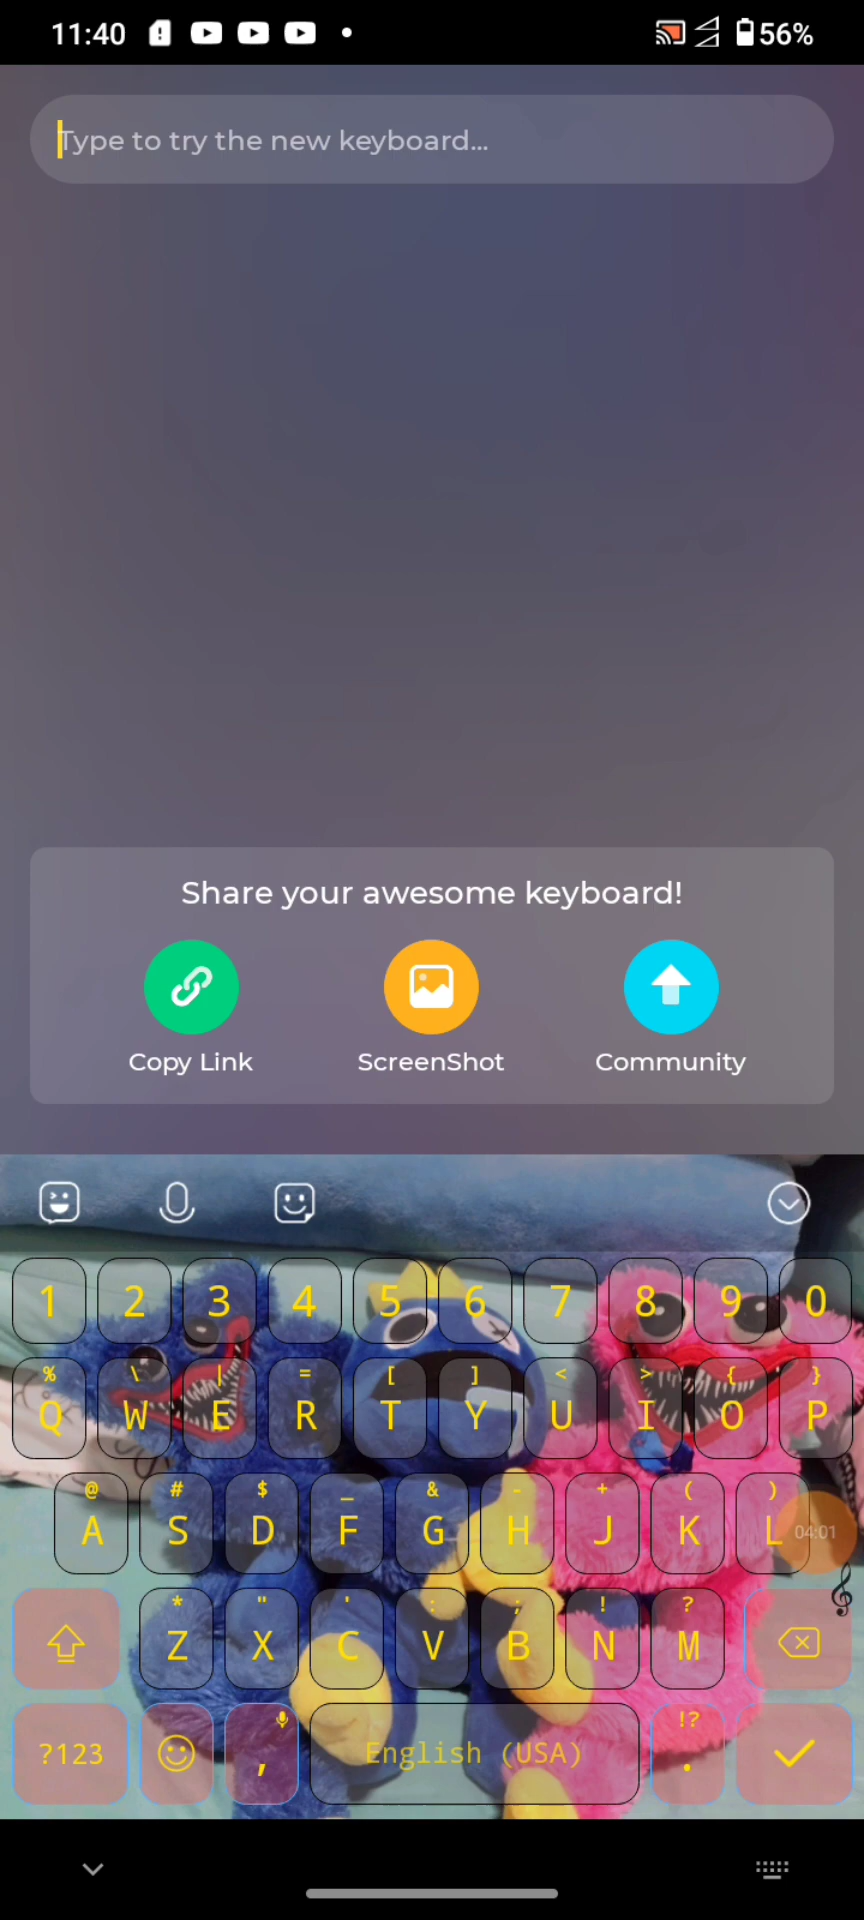 11:40 56%
Type to try the new keyboard...
Share your awesome keyboard!
Copy Link ScreenShot Community
1 2 3 4 5 6 7 8 9 0
% \ | = [ ] < > { }
Q W E R T Y U I O P
@ # $ _ & - + ( )
A S D F G H J K L 04:01
* " ' : ; ! ?
Z X C V B N M
!?
?123 , English (USA) .